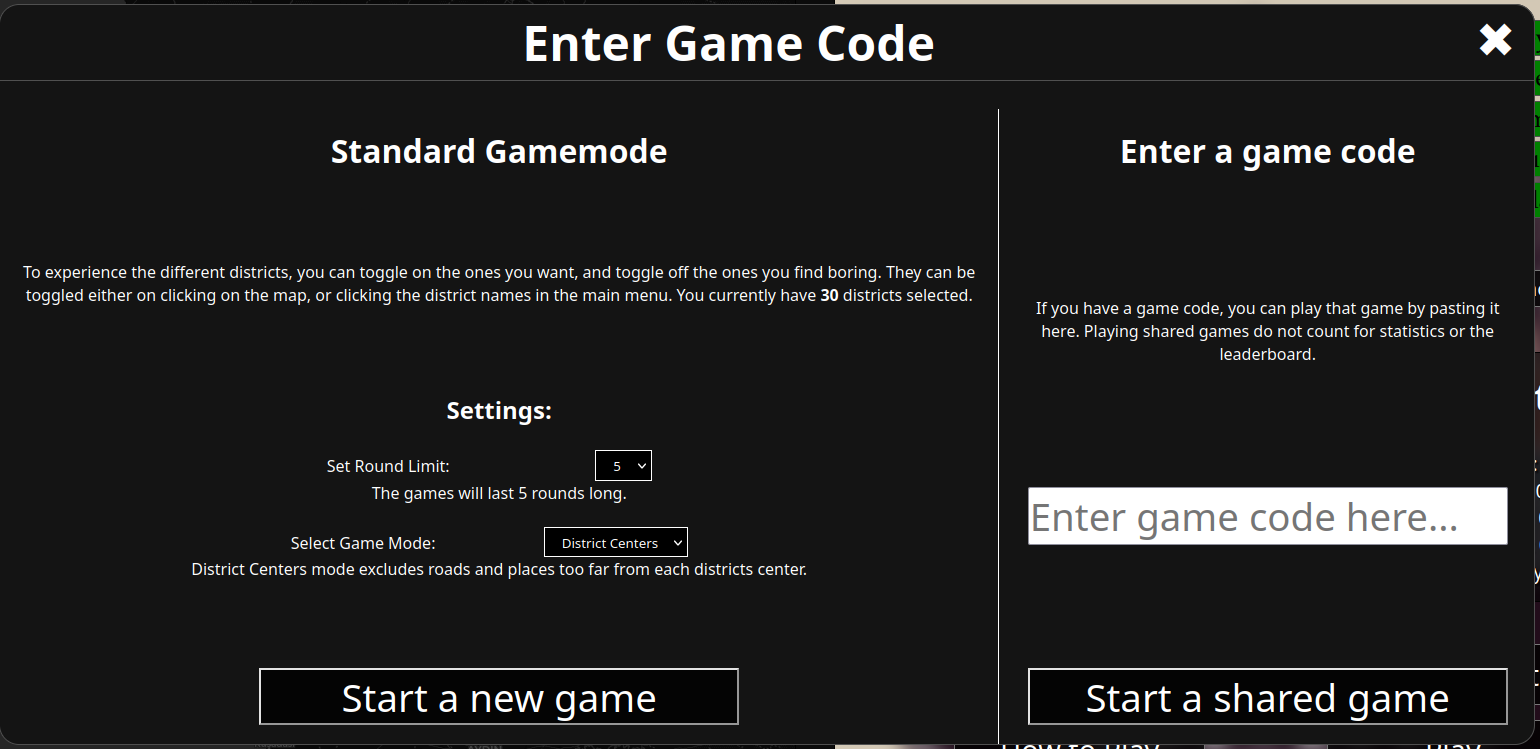 Enter Game Code
✖
Standard Gamemode
To experience the different districts, you can toggle on the ones you want, and toggle off the ones you find boring. They can be
toggled either on clicking on the map, or clicking the district names in the main menu. You currently have 30 districts selected.
Settings:
Set Round Limit: 5
The games will last 5 rounds long.
Select Game Mode: District Centers
District Centers mode excludes roads and places too far from each districts center.
Start a new game
Enter a game code
If you have a game code, you can play that game by pasting it
here. Playing shared games do not count for statistics or the
leaderboard.
Enter game code here...
Start a shared game
How to play